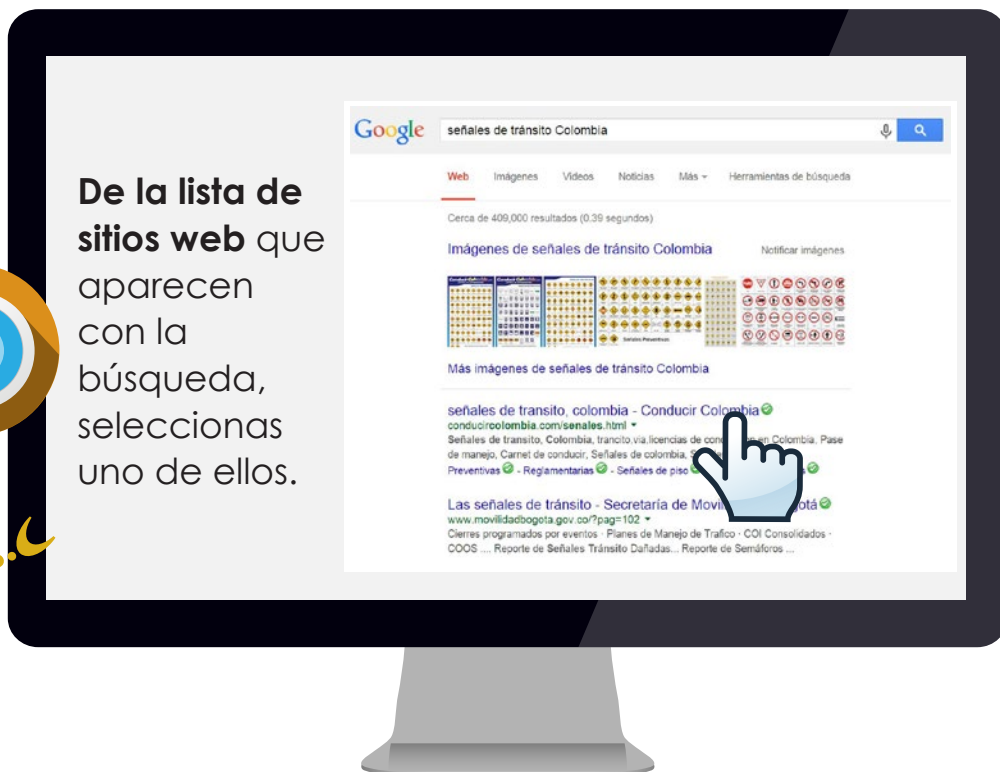 De la lista de
sitios web que
aparecen
con la
búsqueda,
seleccionas
uno de ellos.
Google
señales de tránsito Colombia
Web Imágenes Videos Noticias Más Herramientas de búsqueda
Cerca de 409,000 resultados (0.39 segundos)
Imágenes de señales de tránsito Colombia Notificar imágenes
Señales Preventivas
Más imágenes de señales de tránsito Colombia
señales de transito, colombia - Conducir Colombia
conducircolombia.com/senales.html
Señales de transito, Colombia, trancito,via,licencias de en Colombia, Pase
de manejo, Carnet de conducir, Señales de colombia,
Preventivas - Reglamentarias - Señales de piso
Las señales de tránsito - Secretaría de
www.movilidadbogota.gov.co/?pag=102
Cierres programados por eventos · Planes de Manejo de Trafico · COI Consolidados ·
COOS .... Reporte de Señales Tránsito Dañadas... Reporte de Semáforos ...